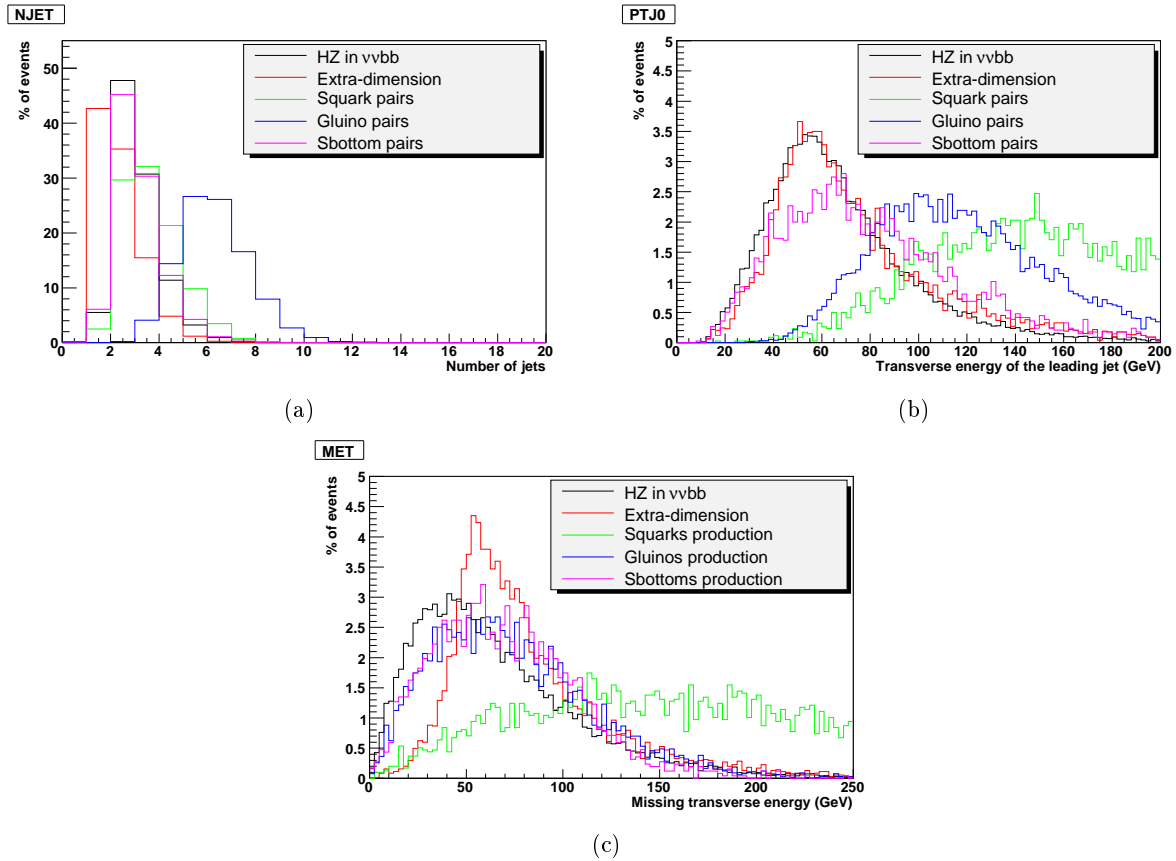 NJET
% of events
HZ in ννbb
Extra-dimension
Squark pairs
Gluino pairs
Sbottom pairs
50
40
30
20
10
0
0 2 4 6 8 10 12 14 16 18 20
Number of jets
(a)
PTJ0
% of events
HZ in ννbb
Extra-dimension
Squark pairs
Gluino pairs
Sbottom pairs
5
4.5
4
3.5
3
2.5
2
1.5
1
0.5
0
0 20 40 60 80 100 120 140 160 180 200
Transverse energy of the leading jet (GeV)
(b)
MET
% of events
HZ in ννbb
Extra-dimension
Squarks production
Gluinos production
Sbottoms production
5
4.5
4
3.5
3
2.5
2
1.5
1
0.5
0
0 50 100 150 200 250
Missing transverse energy (GeV)
(c)